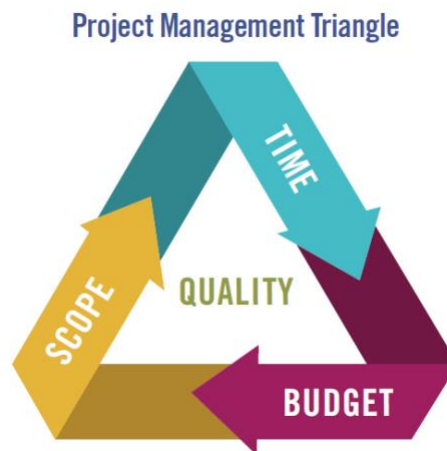 Project Management Triangle
TIME
SCOPE
QUALITY
BUDGET